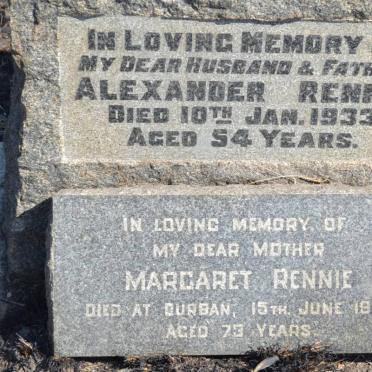 IN LOVING MEMORY
MY DEAR HUSBAND & FATH
ALEXANDER RENN
DIED 10TH JAN. 1933
AGED 54 YEARS.
IN LOVING MEMORY OF
MY DEAR MOTHER
MARGARET RENNIE
DIED AT DURBAN, 15TH. JUNE 19
AGED 73 YEARS.